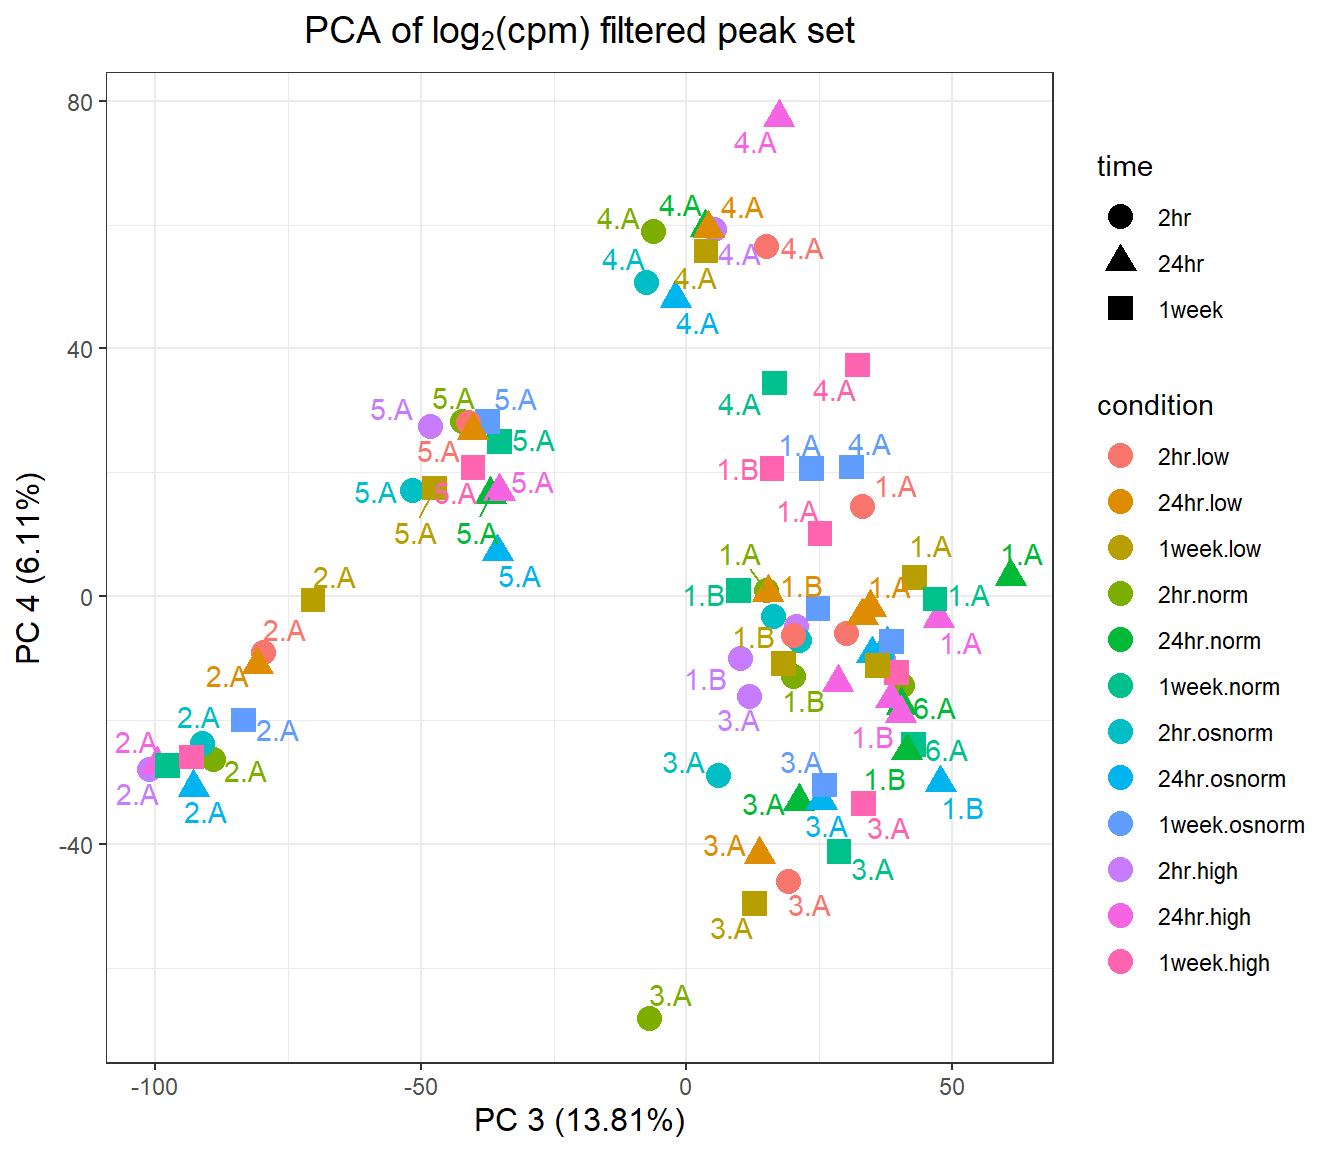 PCA of log2(cpm) filtered peak set
80
40
0
-40
PC 4 (6.11%)
-100
-50
0
50
PC 3 (13.81%)
4.A
4.A
4.A
4.A
4.A
4.A
4.A
4.A
4.A
4.A
4.A
4.A
5.A
5.A
5.A
5.A
5.A
5.A
5.A
5.A
5.A
5.A
5.A
1.A
1.B
1.A
1.A
1.A
1.B
1.B
1.A
1.A
1.A
1.A
1.A
1.B
1.B
1.B
3.A
1.B
6.A
6.A
1.B
1.B
2.A
2.A
2.A
2.A
2.A
2.A
2.A
2.A
2.A
3.A
3.A
3.A
3.A
3.A
3.A
3.A
3.A
3.A
3.A
time
2hr
24hr
1week
condition
2hr.low
24hr.low
1week.low
2hr.norm
24hr.norm
1week.norm
2hr.osnorm
24hr.osnorm
1week.osnorm
2hr.high
24hr.high
1week.high